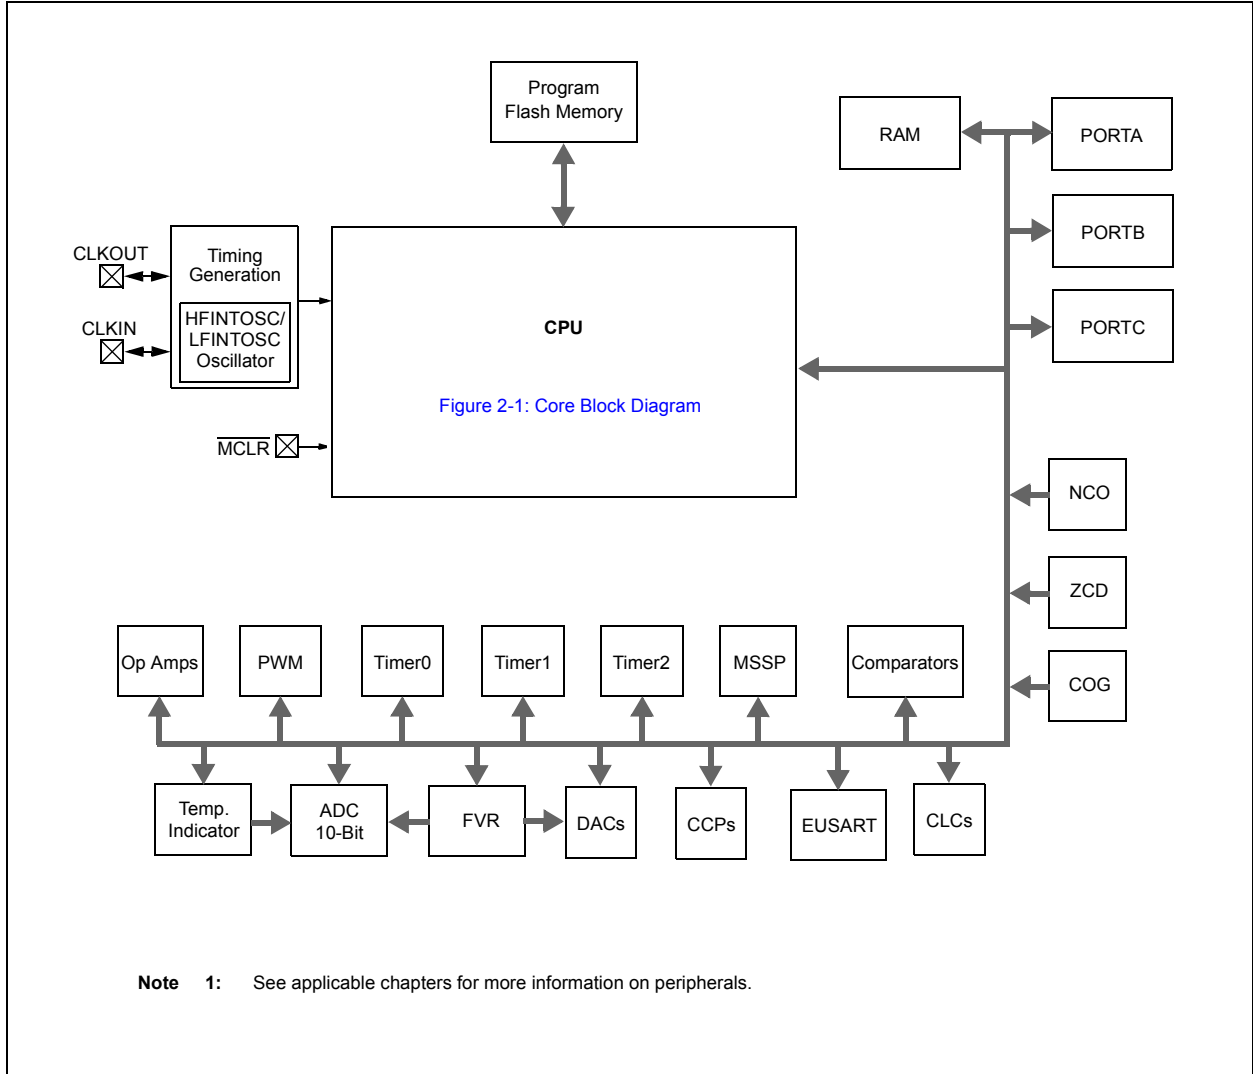 Program
Flash Memory
RAM
PORTA
CLKOUT
Timing
Generation
PORTB
CLKIN
HFINTOSC/
LFINTOSC
Oscillator
CPU
PORTC
Figure 2-1: Core Block Diagram
MCLR
NCO
ZCD
Op Amps
PWM
Timer0
Timer1
Timer2
MSSP
Comparators
COG
Temp.
Indicator
ADC
10-Bit
FVR
DACs
CCPs
EUSART
CLCs
Note 1: See applicable chapters for more information on peripherals.